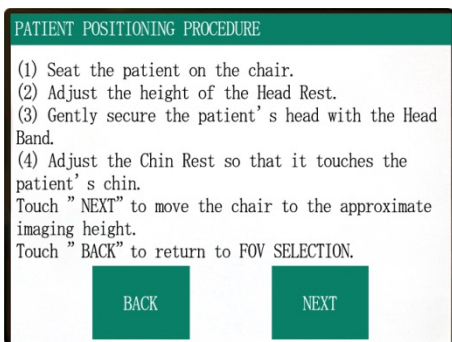 PATIENT POSITIONING PROCEDURE
(1) Seat the patient on the chair.
(2) Adjust the height of the Head Rest.
(3) Gently secure the patient's head with the Head
Band.
(4) Adjust the Chin Rest so that it touches the
patient's chin.
Touch ”NEXT” to move the chair to the approximate
imaging height.
Touch ”BACK” to return to FOV SELECTION.
BACK NEXT